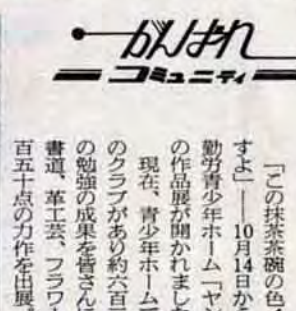 がんばれ
コミュニティ
「この抹茶茶碗の色
すよ」――10月14日か
勤労青少年ホーム「ヤン
の作品展が開かれました
現在、青少年ホーム
のクラブがあり約六百
の勉強の成果を皆さんに
書道、革工芸、フラワ
百五十点の力作を出展。